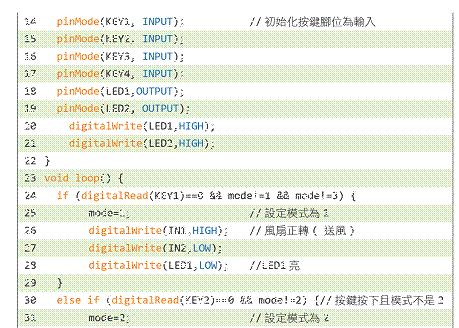 14 pinMode(KEY1, INPUT); // 初始化按鍵腳位為輸入
15 pinMode(KEY2, INPUT);
16 pinMode(KEY3, INPUT);
17 pinMode(KEY4, INPUT);
18 pinMode(LED1,OUTPUT);
19 pinMode(LED2, OUTPUT);
20 digitalWrite(LED1,HIGH);
21 digitalWrite(LED2,HIGH);
22 }
23 void loop() {
24 if (digitalRead(KEY1)==0 && mode!=1 && mode!=3) {
25 mode=1; // 設定模式為 1
26 digitalWrite(IN1,HIGH); // 風扇正轉 ( 送風 )
27 digitalWrite(IN2,LOW);
28 digitalWrite(LED1,LOW); //LED1 亮
29 }
30 else if (digitalRead(KEY2)==0 && mode!=2) {// 按鍵按下且模式不是 2
31 mode=2; // 設定模式為 2